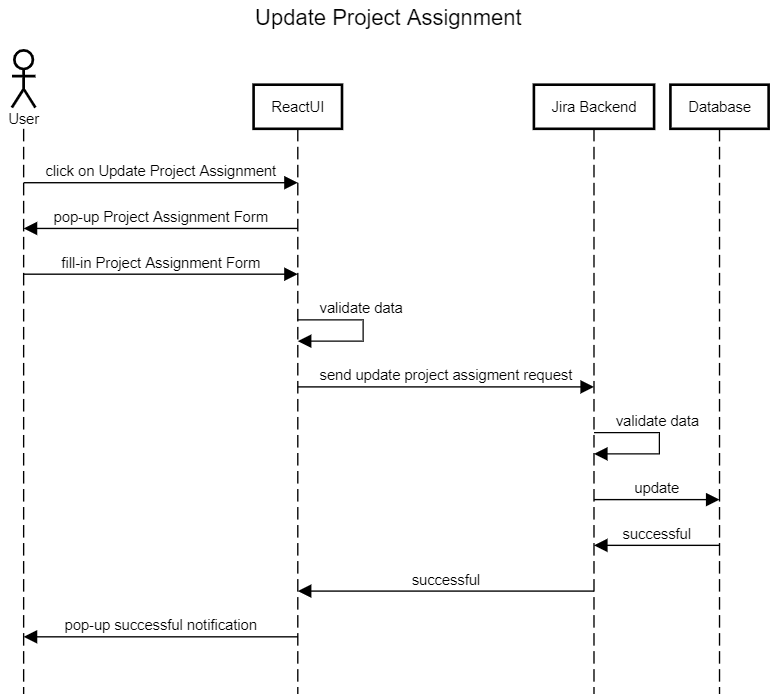 Update Project Assignment
User
ReactUI
Jira Backend
Database
click on Update Project Assignment
pop-up Project Assignment Form
fill-in Project Assignment Form
validate data
send update project assigment request
validate data
update
successful
successful
pop-up successful notification